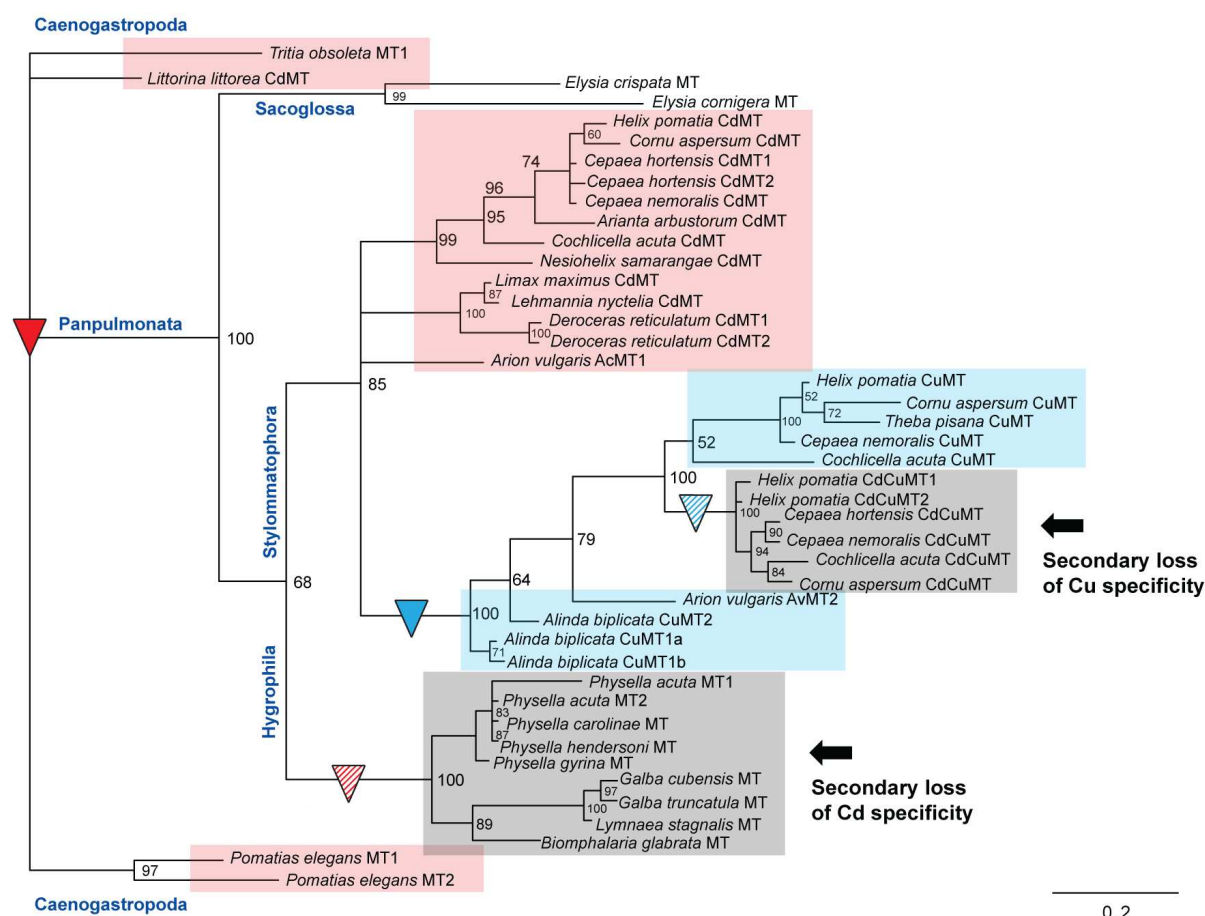 Caenogastropoda
Tritia obsoleta MT1
Littorina littorea CdMT
Elysia crispata MT
99
Sacoglossa
Elysia cornigera MT
Helix pomatia CdMT
60
Cornu aspersum CdMT
74
Cepaea hortensis CdMT1
Cepaea hortensis CdMT2
96
Cepaea nemoralis CdMT
95
Arianta arbustorum CdMT
99
Cochlicella acuta CdMT
Nesiohelix samarangae CdMT
Limax maximus CdMT
87
Lehmannia nyctelia CdMT
100
Deroceras reticulatum CdMT1
100
Deroceras reticulatum CdMT2
Panpulmonata
100
Arion vulgaris AcMT1
85
Helix pomatia CuMT
52
Cornu aspersum CuMT
72
Theba pisana CuMT
100
Cepaea nemoralis CuMT
52
Cochlicella acuta CuMT
100
Helix pomatia CdCuMT1
Helix pomatia CdCuMT2
100
Cepaea hortensis CdCuMT
90
Cepaea nemoralis CdCuMT
94
Cochlicella acuta CdCuMT
84
Cornu aspersum CdCuMT
Secondary loss
of Cu specificity
Stylommatophora
79
68
64
Arion vulgaris AvMT2
100
Alinda biplicata CuMT2
Alinda biplicata CuMT1a
71
Alinda biplicata CuMT1b
Hygrophila
Physella acuta MT1
Physella acuta MT2
83
Physella carolinae MT
87
Physella hendersoni MT
Physella gyrina MT
100
Galba cubensis MT
97
Galba truncatula MT
100
Lymnaea stagnalis MT
89
Biomphalaria glabrata MT
Secondary loss
of Cd specificity
Pomatias elegans MT1
97
Pomatias elegans MT2
Caenogastropoda
0.2